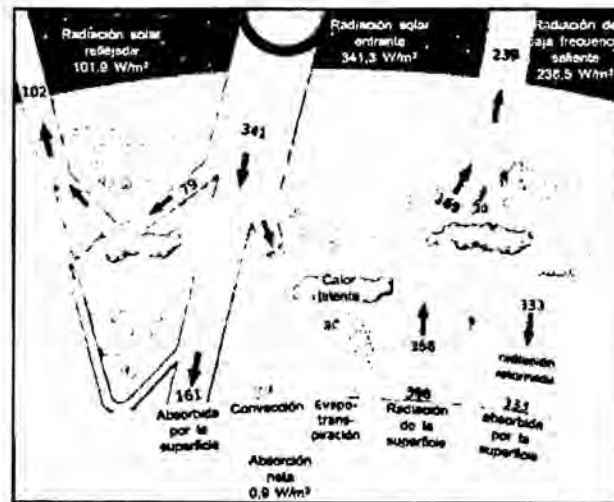 Radiación solar
reflejada
101,9 W/m²
Radiación solar
entrante
341,3 W/m²
Radiación de
baja frecuencia
saliente
238,5 W/m²
102
341
239
79
169
30
Calor
latente
333
356
radiación
retornada
161
Absorbida
por la
superficie
Convección
Evapo-
trans-
piración
Radiación
de la
superficie
333
absorbida
por la
superficie
Absorción
neta
0,9 W/m²